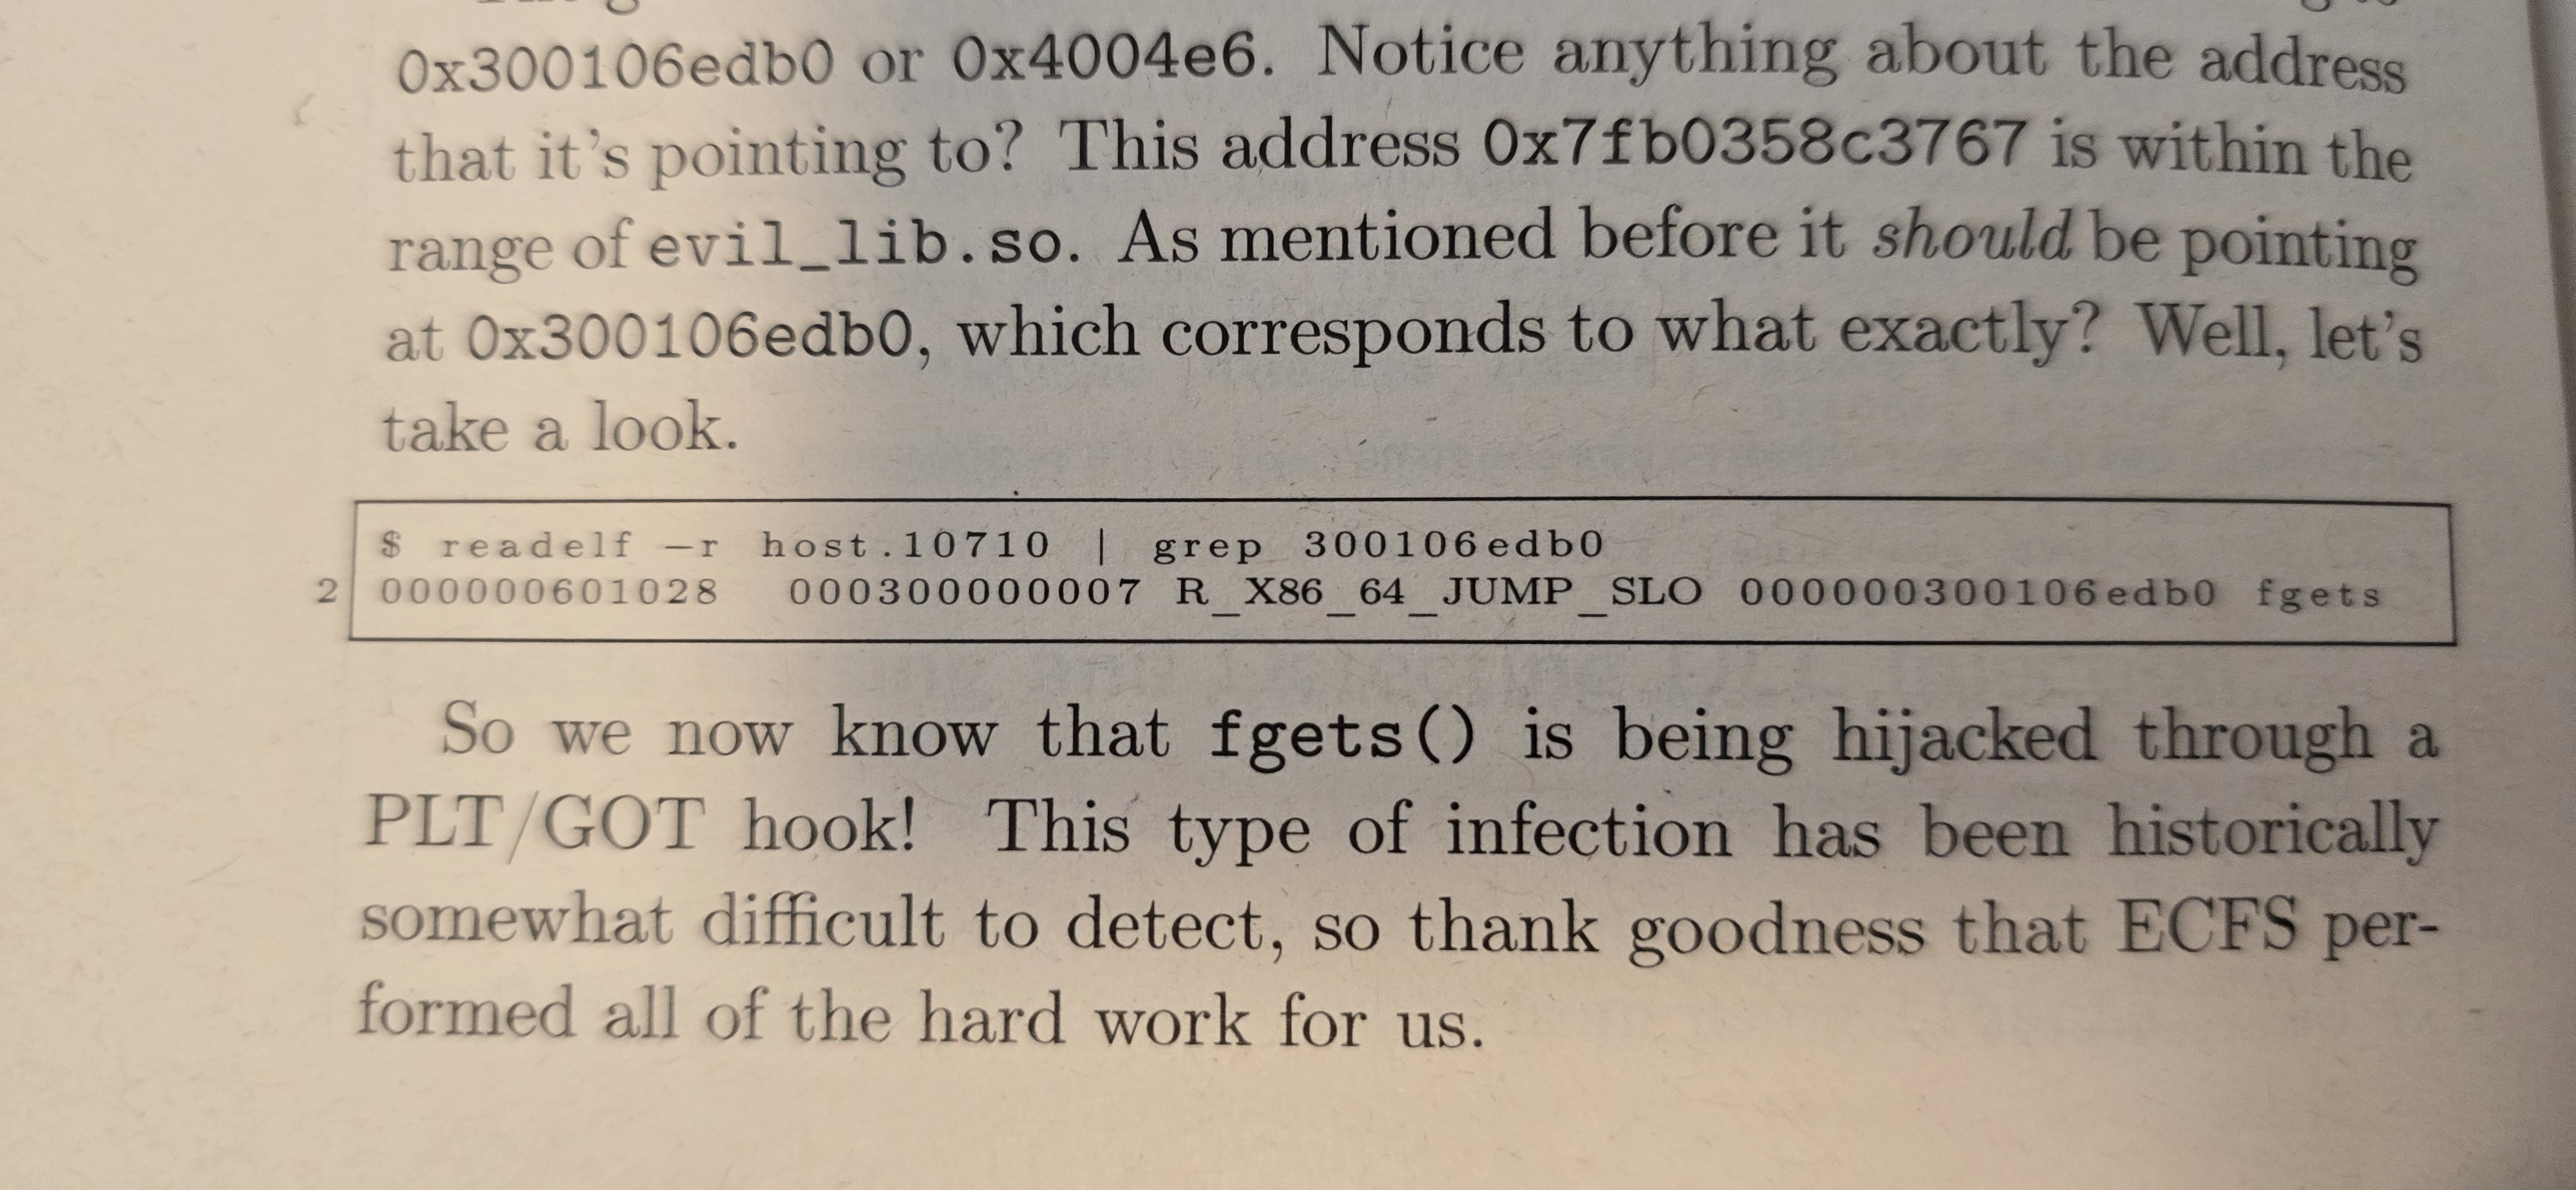 0x300106edb0 or 0x4004e6. Notice anything about the address
that it's pointing to? This address 0x7fb0358c3767 is within the
range of evil_lib.so. As mentioned before it should be pointing
at 0x300106edb0, which corresponds to what exactly? Well, let's
take a look.
$ readelf −r host.10710 | grep 300106edb0
2 000000601028 000300000007 R_X86_64_JUMP_SLO 000000300106edb0 fgets
So we now know that fgets() is being hijacked through a
PLT/GOT hook! This type of infection has been historically
somewhat difficult to detect, so thank goodness that ECFS per-
formed all of the hard work for us.